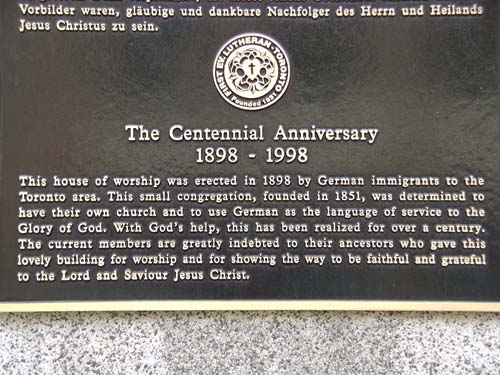 Vorbilder waren, gläubige und dankbare Nachfolger des Herrn und Heilands
Jesus Christus zu sein.
FIRST EV. LUTHERAN · TORONTO
Founded 1851
The Centennial Anniversary
1898 - 1998
This house of worship was erected in 1898 by German immigrants to the
Toronto area. This small congregation, founded in 1851, was determined to
have their own church and to use German as the language of service to the
Glory of God. With God's help, this has been realized for over a century.
The current members are greatly indebted to their ancestors who gave this
lovely building for worship and for showing the way to be faithful and grateful
to the Lord and Saviour Jesus Christ.